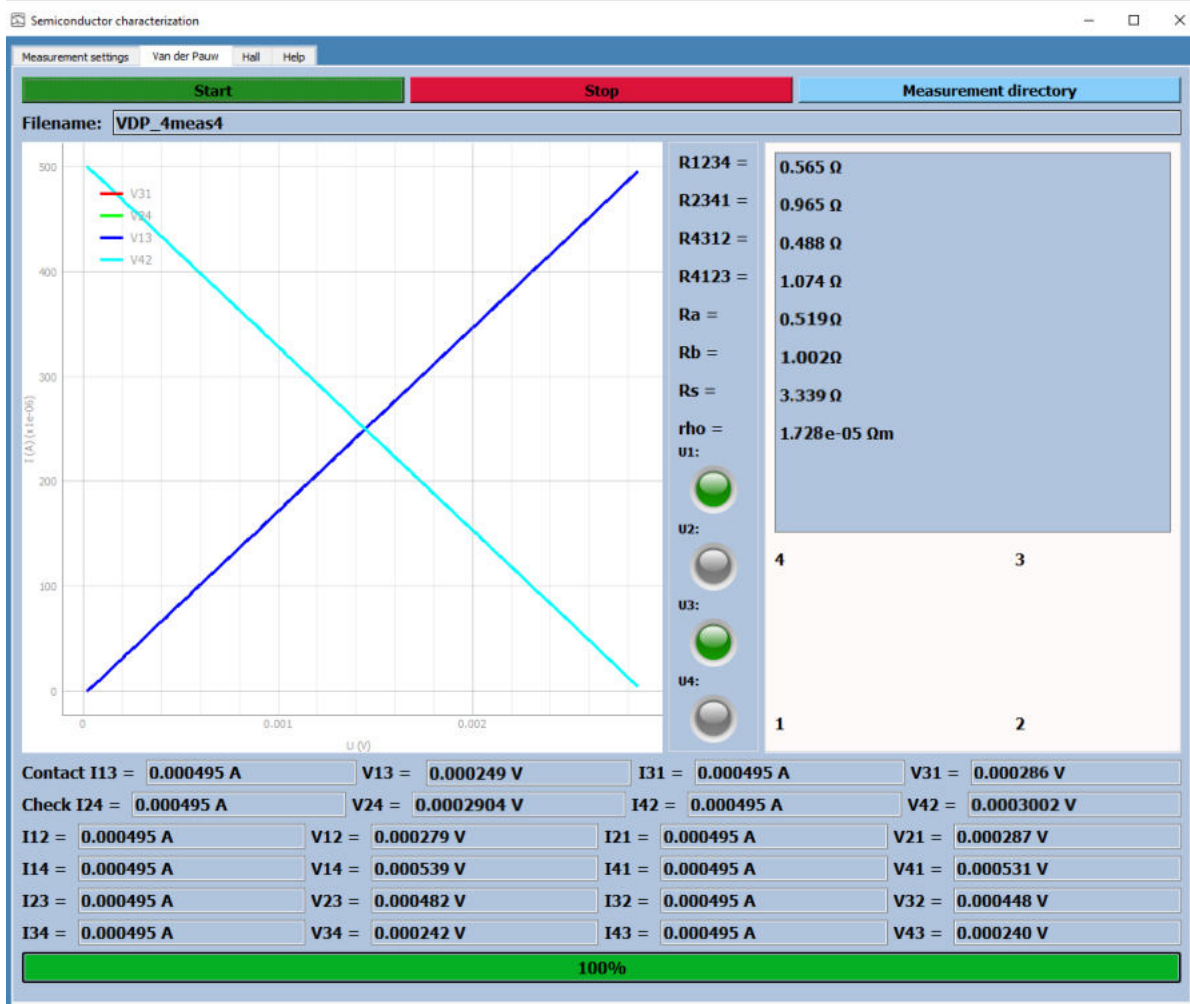 Semiconductor characterization
Measurement settings Van der Pauw Hall Help
Start Stop Measurement directory
Filename: VDP_4meas4
500
400
300
200
100
0
I (A) (x1e-06)
V31
V24
V13
V42
0 0.001 0.002
U (V)
R1234 = 0.565 Ω
R2341 = 0.965 Ω
R4312 = 0.488 Ω
R4123 = 1.074 Ω
Ra = 0.519Ω
Rb = 1.002Ω
Rs = 3.339 Ω
rho = 1.728e-05 Ωm
U1:
U2:
U3:
U4:
4 3
1 2
Contact I13 = 0.000495 A V13 = 0.000249 V I31 = 0.000495 A V31 = 0.000286 V
Check I24 = 0.000495 A V24 = 0.0002904 V I42 = 0.000495 A V42 = 0.0003002 V
I12 = 0.000495 A V12 = 0.000279 V I21 = 0.000495 A V21 = 0.000287 V
I14 = 0.000495 A V14 = 0.000539 V I41 = 0.000495 A V41 = 0.000531 V
I23 = 0.000495 A V23 = 0.000482 V I32 = 0.000495 A V32 = 0.000448 V
I34 = 0.000495 A V34 = 0.000242 V I43 = 0.000495 A V43 = 0.000240 V
100%